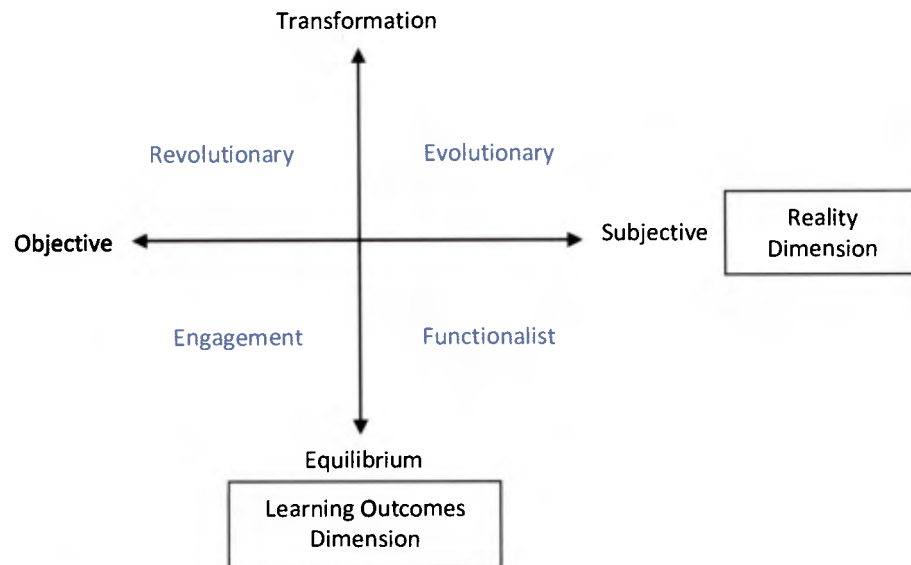 Transformation
Revolutionary
Evolutionary
Objective
Subjective
Reality
Dimension
Engagement
Functionalist
Equilibrium
Learning Outcomes
Dimension